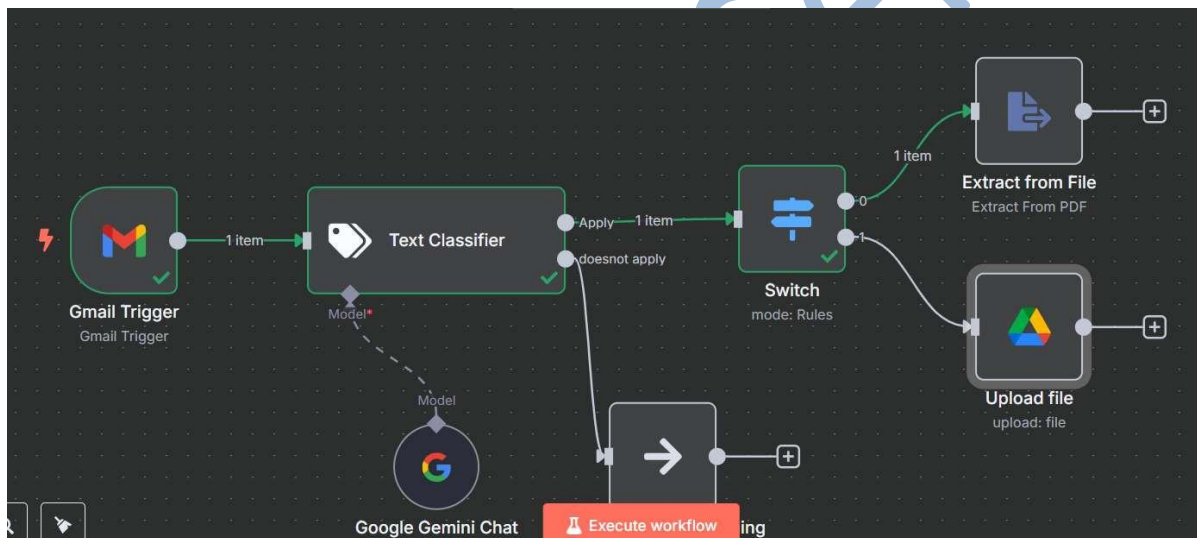 1 item
Gmail Trigger
Gmail Trigger
Text Classifier
Model*
Apply
1 item
doesnot apply
Model
Google Gemini Chat
0
1
Switch
mode: Rules
1 item
Extract from File
Extract From PDF
Upload file
upload: file
Execute workflow
ing